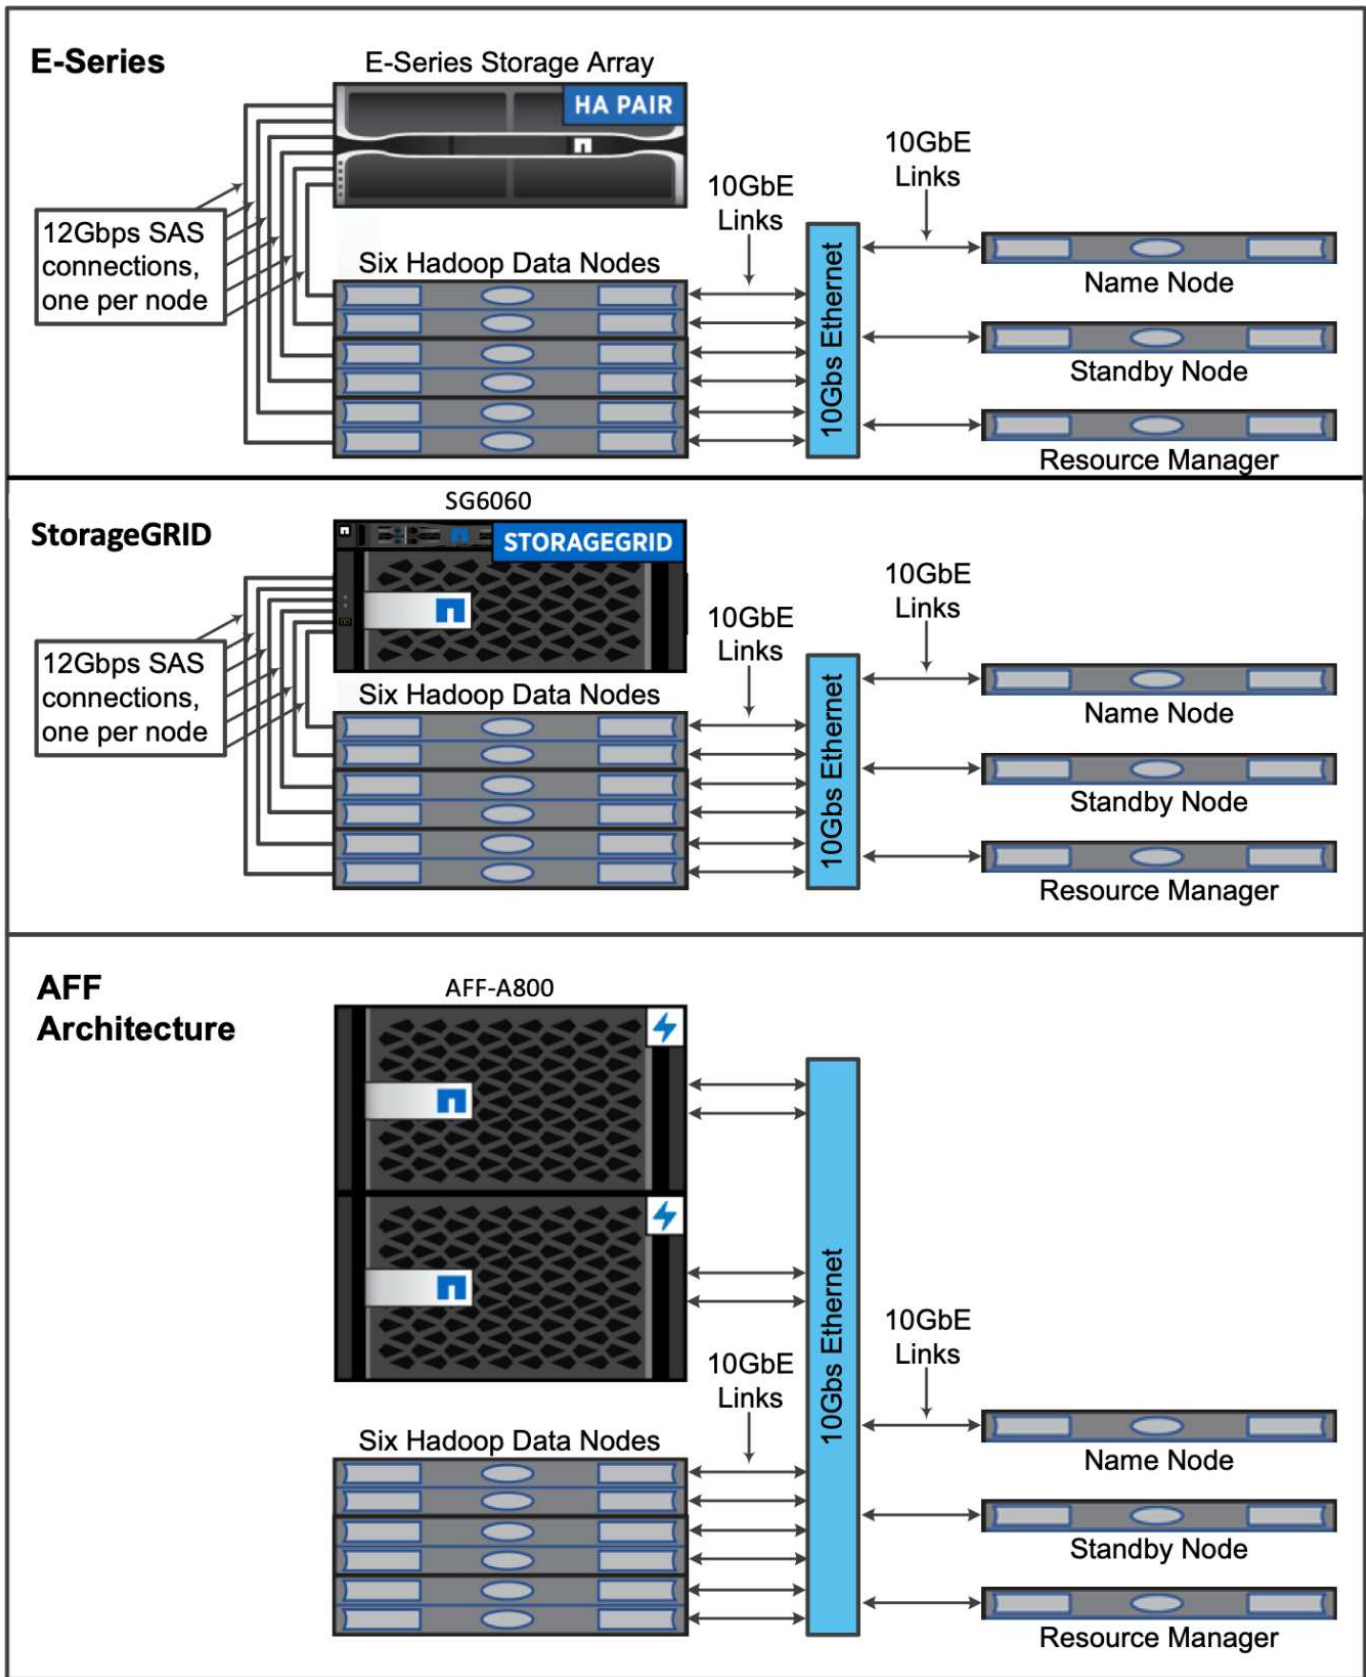 E-Series
E-Series Storage Array
HA PAIR
10GbE
Links
10GbE
Links
12Gbps SAS
connections,
one per node
Six Hadoop Data Nodes
10Gbs Ethernet
Name Node
Standby Node
Resource Manager
StorageGRID
SG6060
STORAGEGRID
10GbE
Links
10GbE
Links
12Gbps SAS
connections,
one per node
Six Hadoop Data Nodes
10Gbs Ethernet
Name Node
Standby Node
Resource Manager
AFF
Architecture
AFF-A800
10GbE
Links
10GbE
Links
10Gbs Ethernet
Six Hadoop Data Nodes
Name Node
Standby Node
Resource Manager